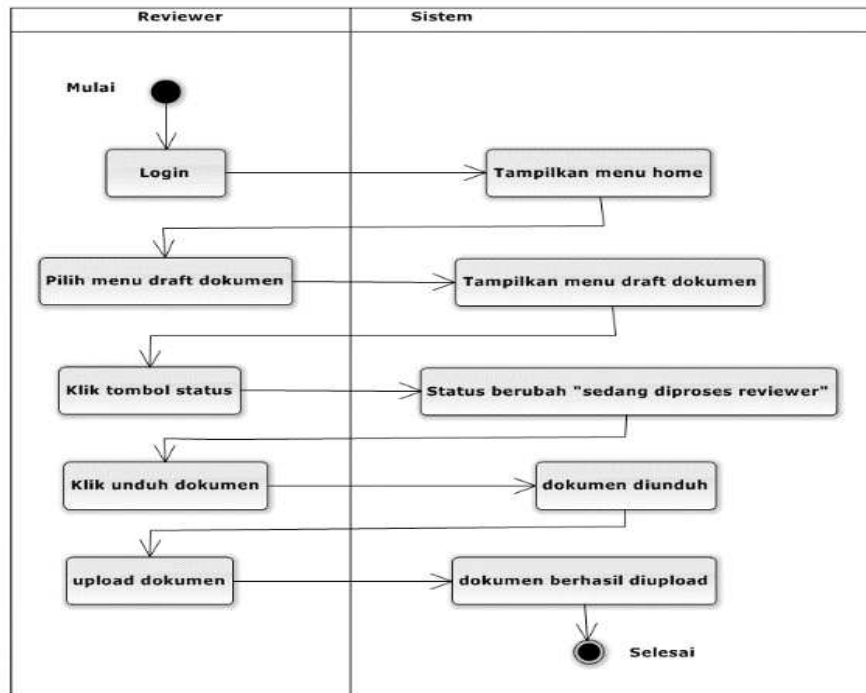 Reviewer
Sistem
Mulai
Login
Tampilkan menu home
Pilih menu draft dokumen
Tampilkan menu draft dokumen
Klik tombol status
Status berubah "sedang diproses reviewer"
Klik unduh dokumen
dokumen diunduh
upload dokumen
dokumen berhasil diupload
Selesai